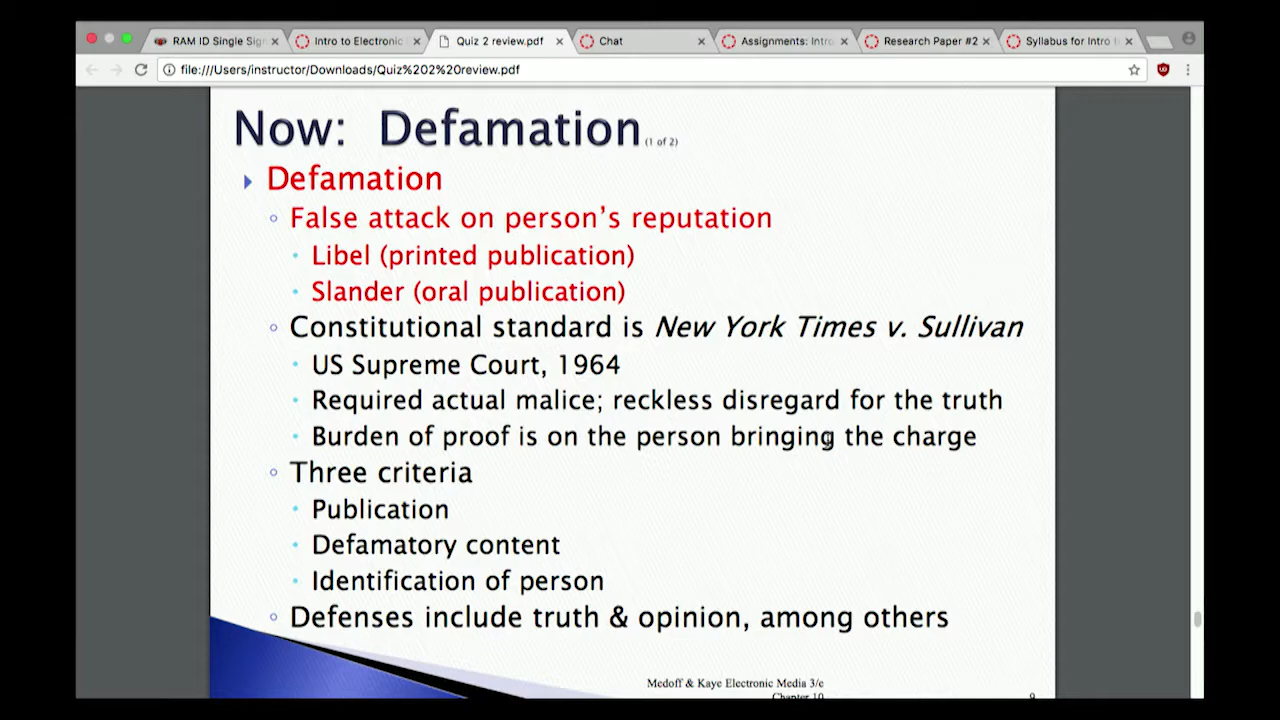 RAM ID Single Sign
Intro to Electronic
Quiz 2 review.pdf
Chat
Assignments: Intro
Research Paper #2
Syllabus for Intro
file:///Users/instructor/Downloads/Quiz%202%20review.pdf
Now: Defamation (1 of 2)
Defamation
False attack on person's reputation
Libel (printed publication)
Slander (oral publication)
Constitutional standard is New York Times v. Sullivan
US Supreme Court, 1964
Required actual malice; reckless disregard for the truth
Burden of proof is on the person bringing the charge
Three criteria
Publication
Defamatory content
Identification of person
Defenses include truth & opinion, among others
Medoff & Kaye Electronic Media 3/e
Chapter 10
9